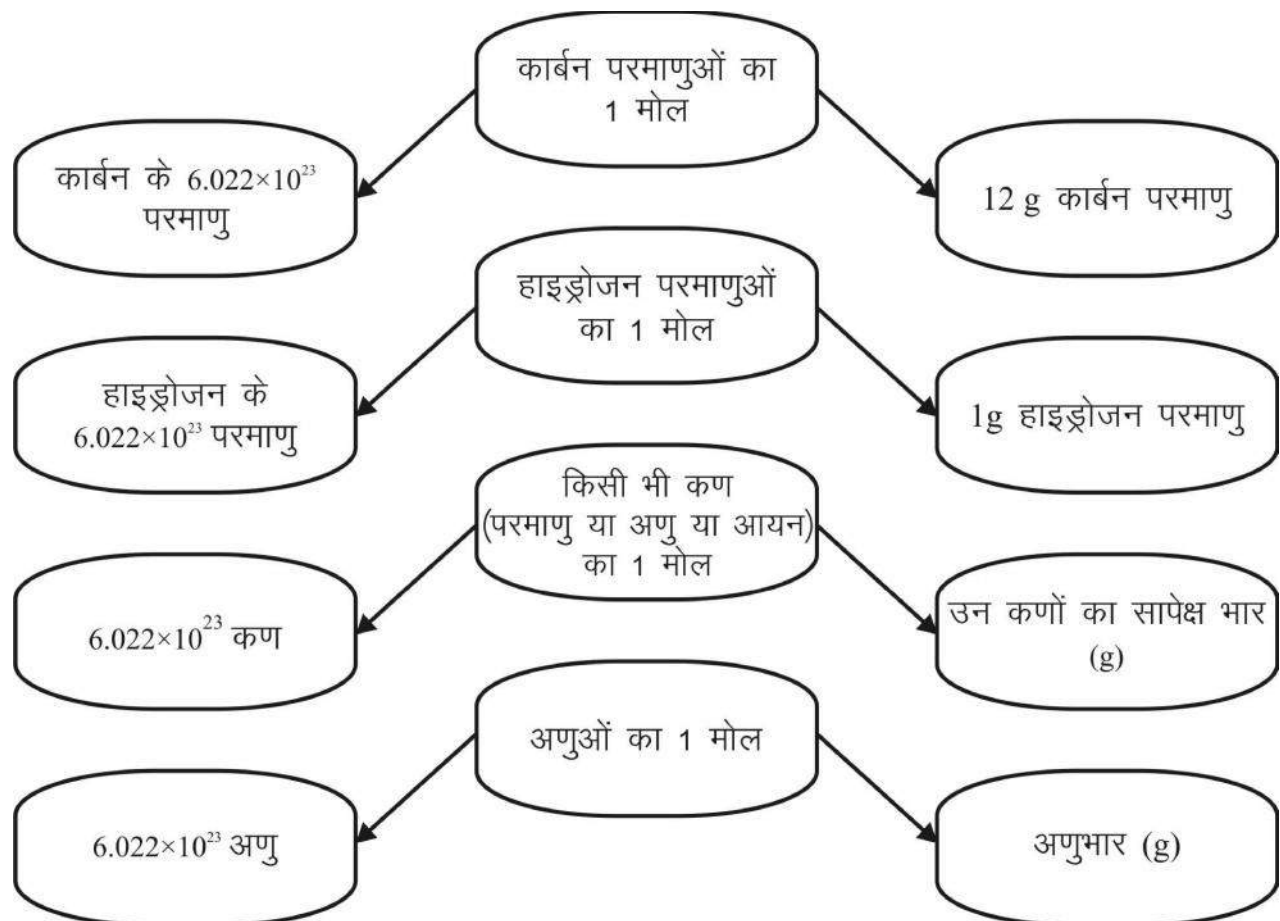 कार्बन परमाणुओं का
1 मोल
कार्बन के 6.022×10²³
परमाणु
12 g कार्बन परमाणु
हाइड्रोजन परमाणुओं
का 1 मोल
हाइड्रोजन के
6.022×10²³ परमाणु
1g हाइड्रोजन परमाणु
किसी भी कण
(परमाणु या अणु या आयन)
का 1 मोल
6.022×10²³ कण
उन कणों का सापेक्ष भार
(g)
अणुओं का 1 मोल
6.022×10²³ अणु
अणुभार (g)